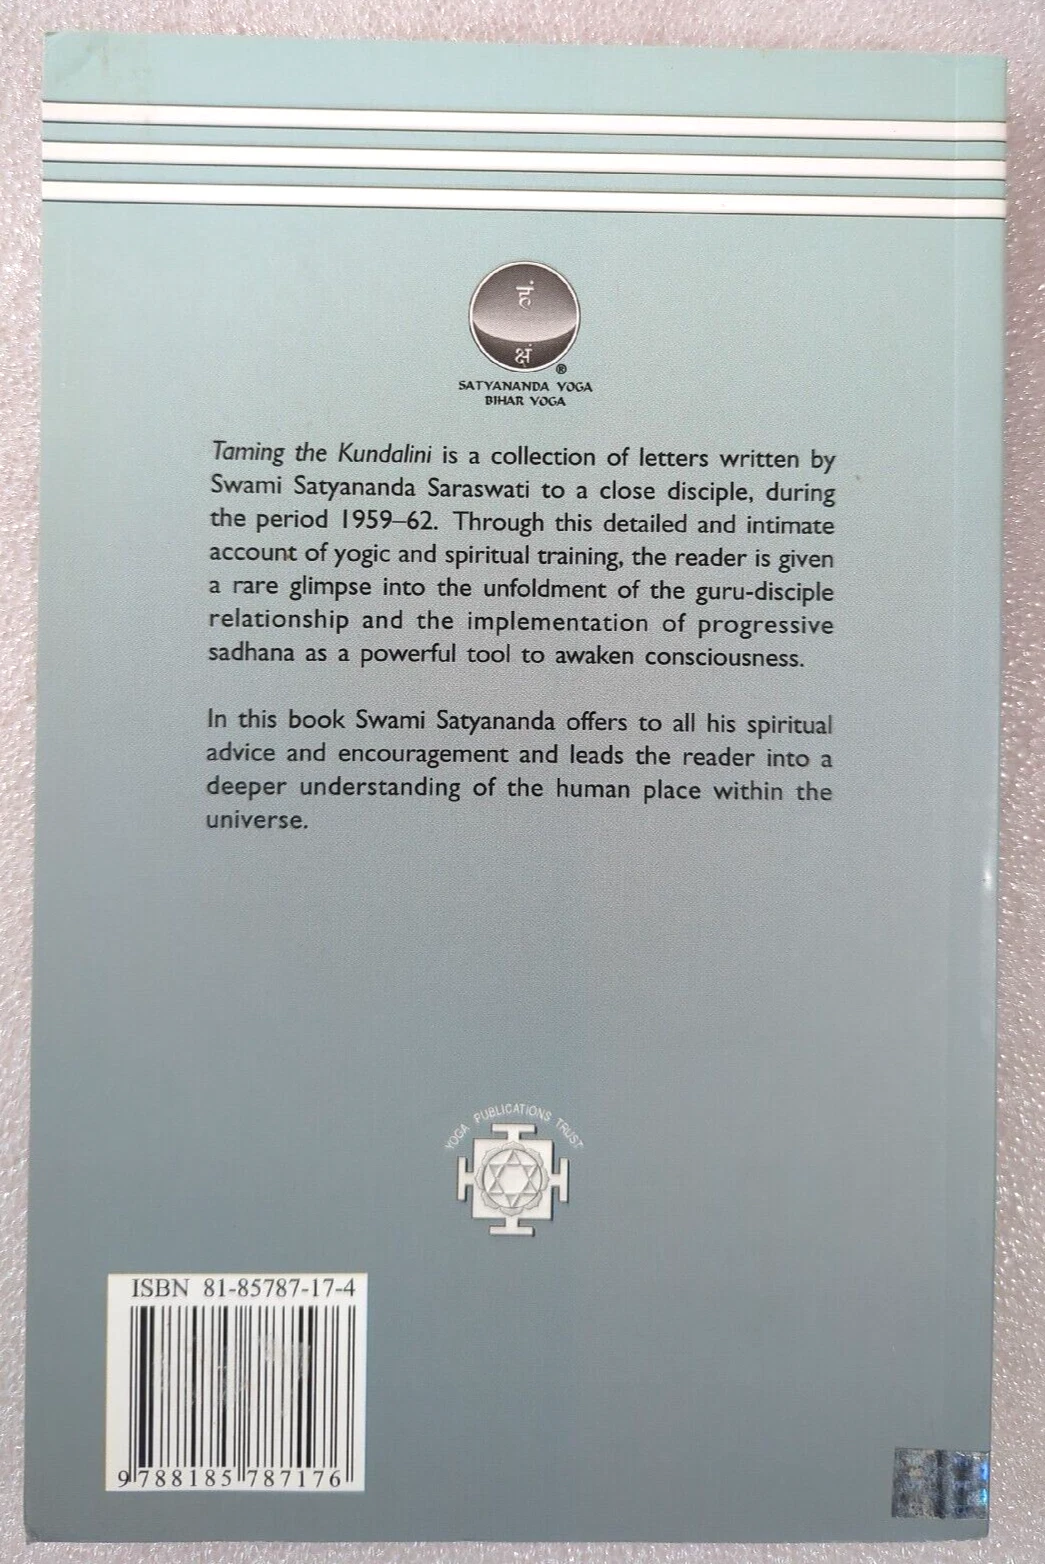 हं
क्षं
®
SATYANANDA YOGA
BIHAR YOGA
Taming the Kundalini is a collection of letters written by
Swami Satyananda Saraswati to a close disciple, during
the period 1959–62. Through this detailed and intimate
account of yogic and spiritual training, the reader is given
a rare glimpse into the unfoldment of the guru-disciple
relationship and the implementation of progressive
sadhana as a powerful tool to awaken consciousness.
In this book Swami Satyananda offers to all his spiritual
advice and encouragement and leads the reader into a
deeper understanding of the human place within the
universe.
YOGA PUBLICATIONS TRUST
ISBN 81-85787-17-4
9 788185 787176